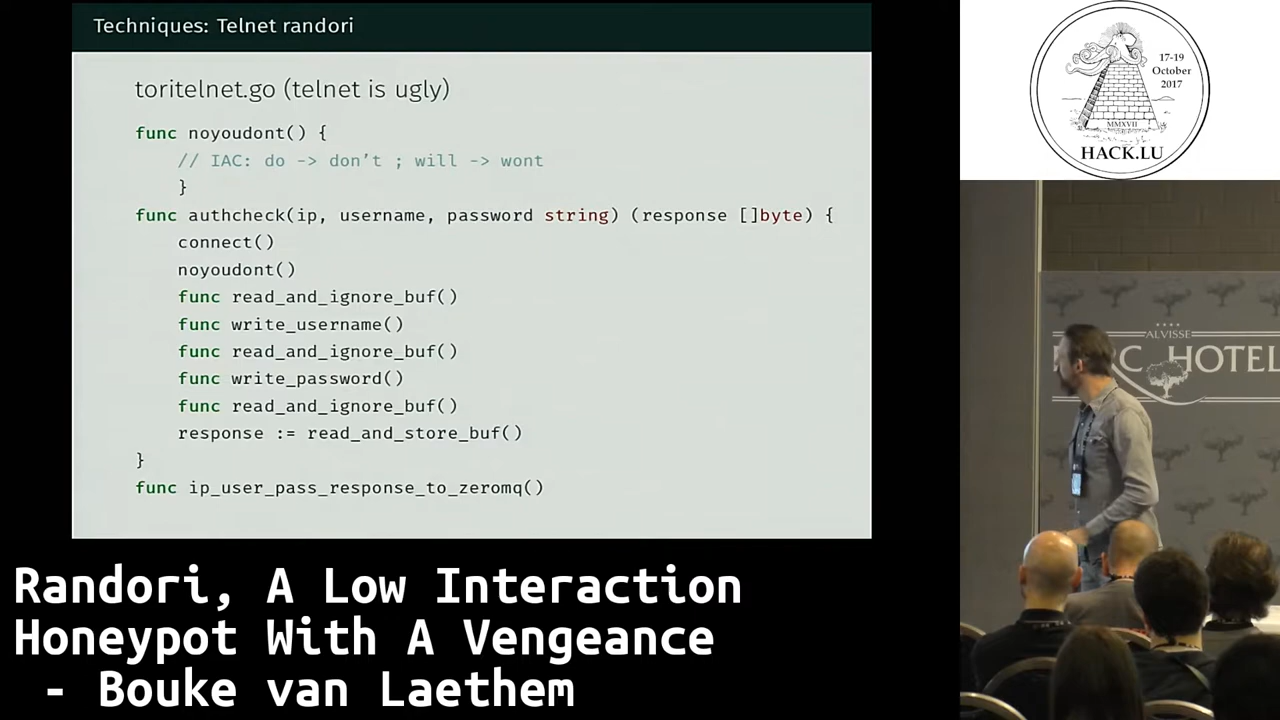 Techniques: Telnet randori
toritelnet.go (telnet is ugly)
func noyoudont() {
// IAC: do -> don't ; will -> wont
}
func authcheck(ip, username, password string) (response []byte) {
connect()
noyoudont()
func read_and_ignore_buf()
func write_username()
func read_and_ignore_buf()
func write_password()
func read_and_ignore_buf()
response := read_and_store_buf()
}
func ip_user_pass_response_to_zeromq()
17-19
October
2017
MMXVII
HACK.LU
ALVISSE
HOTEL
Randori, A Low Interaction
Honeypot With A Vengeance
- Bouke van Laethem